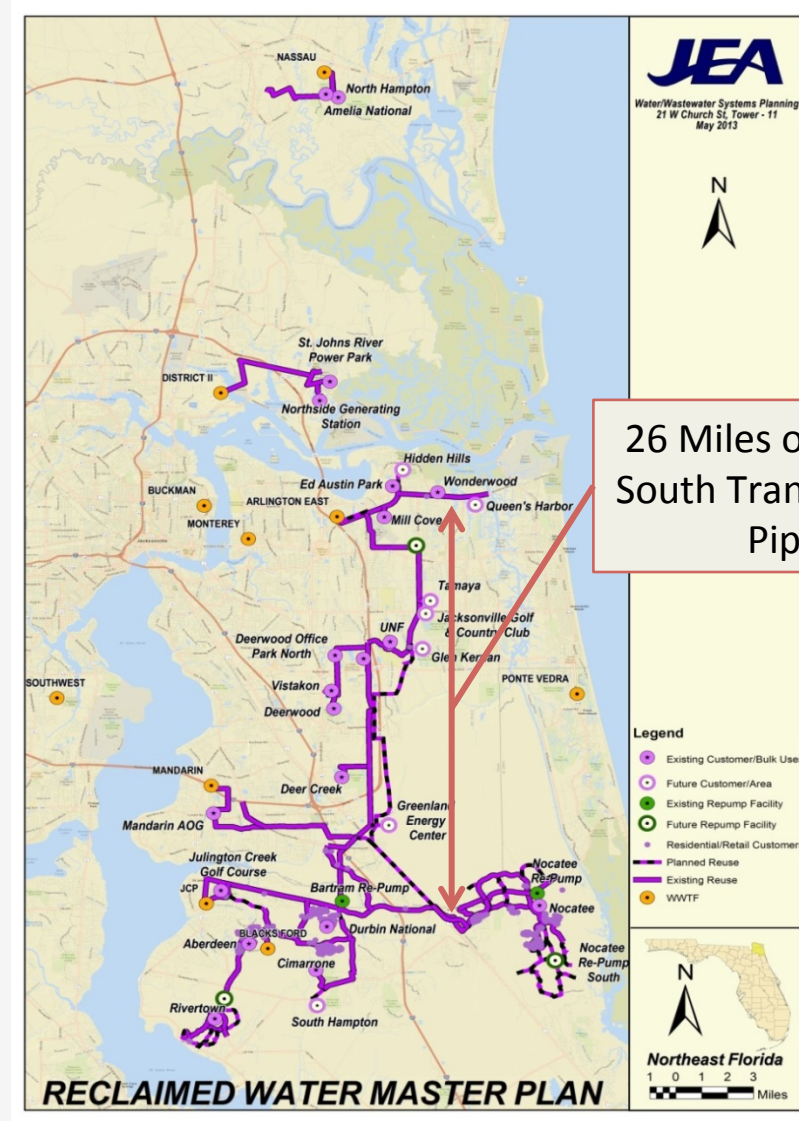 JEA
Water/Wastewater Systems Planning
21 W Church St, Tower - 11
May 2013
N
NASSAU
North Hampton
Amelia National
St. Johns River
Power Park
DISTRICT II
Northside Generating
Station
26 Miles o
South Tran
Pip
Hidden Hills
Ed Austin Park
Wonderwood
BUCKMAN
ARLINGTON EAST
Queen's Harbor
MONTEREY
Mill Cove
Tamaya
Jacksonville Golf
& Country Club
UNF
Deerwood Office
Park North
Glen Kernan
SOUTHWEST
Vistakon
PONTE VEDRA
Deerwood
MANDARIN
Deer Creek
Mandarin AOG
Greenland
Energy
Center
Julington Creek
Golf Course
Nocatee
Re-Pump
JCP
Bartram Re-Pump
Nocatee
BLACKS FORD
Durbin National
Aberdeen
Cimarrone
Nocatee
Re-Pump
South
Rivertown
South Hampton
Legend
Existing Customer/Bulk Use
Future Customer/Area
Existing Repump Facility
Future Repump Facility
Residential/Retail Customer
Planned Reuse
Existing Reuse
WWTF
N
Northeast Florida
1 0 1 2 3
Miles
RECLAIMED WATER MASTER PLAN